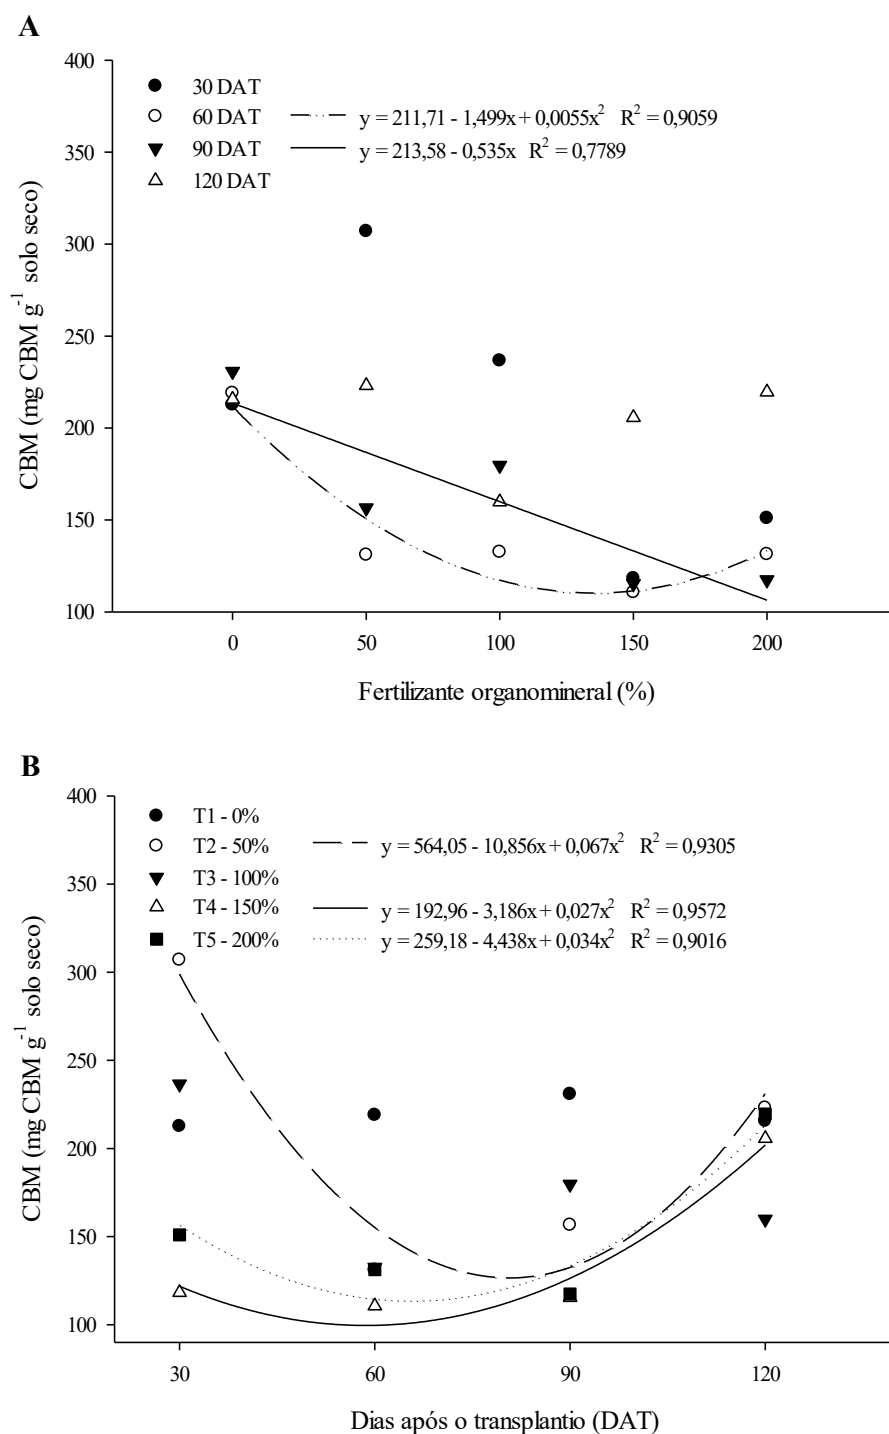 A
400
350
300
250
200
150
100
CBM (mg CBM g⁻¹ solo seco)
30 DAT
60 DAT y = 211,71 - 1,499x + 0,0055x² R² = 0,9059
90 DAT y = 213,58 - 0,535x R² = 0,7789
120 DAT
0 50 100 150 200
Fertilizante organomineral (%)
B
400
350
300
250
200
150
100
CBM (mg CBM g⁻¹ solo seco)
T1 - 0%
T2 - 50% y = 564,05 - 10,856x + 0,067x² R² = 0,9305
T3 - 100%
T4 - 150% y = 192,96 - 3,186x + 0,027x² R² = 0,9572
T5 - 200% y = 259,18 - 4,438x + 0,034x² R² = 0,9016
30 60 90 120
Dias após o transplantio (DAT)